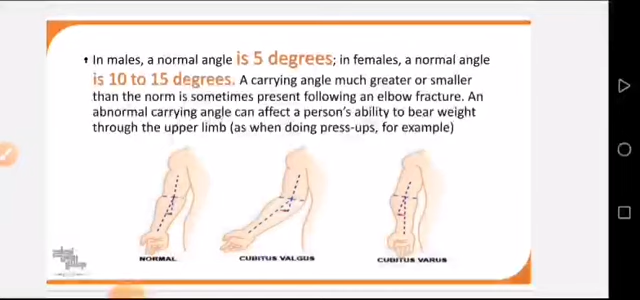 In males, a normal angle is 5 degrees; in females, a normal angle
is 10 to 15 degrees. A carrying angle much greater or smaller
than the norm is sometimes present following an elbow fracture. An
abnormal carrying angle can affect a person's ability to bear weight
through the upper limb (as when doing press-ups, for example)
NORMAL
CUBITUS VALGUS
CUBITUS VARUS